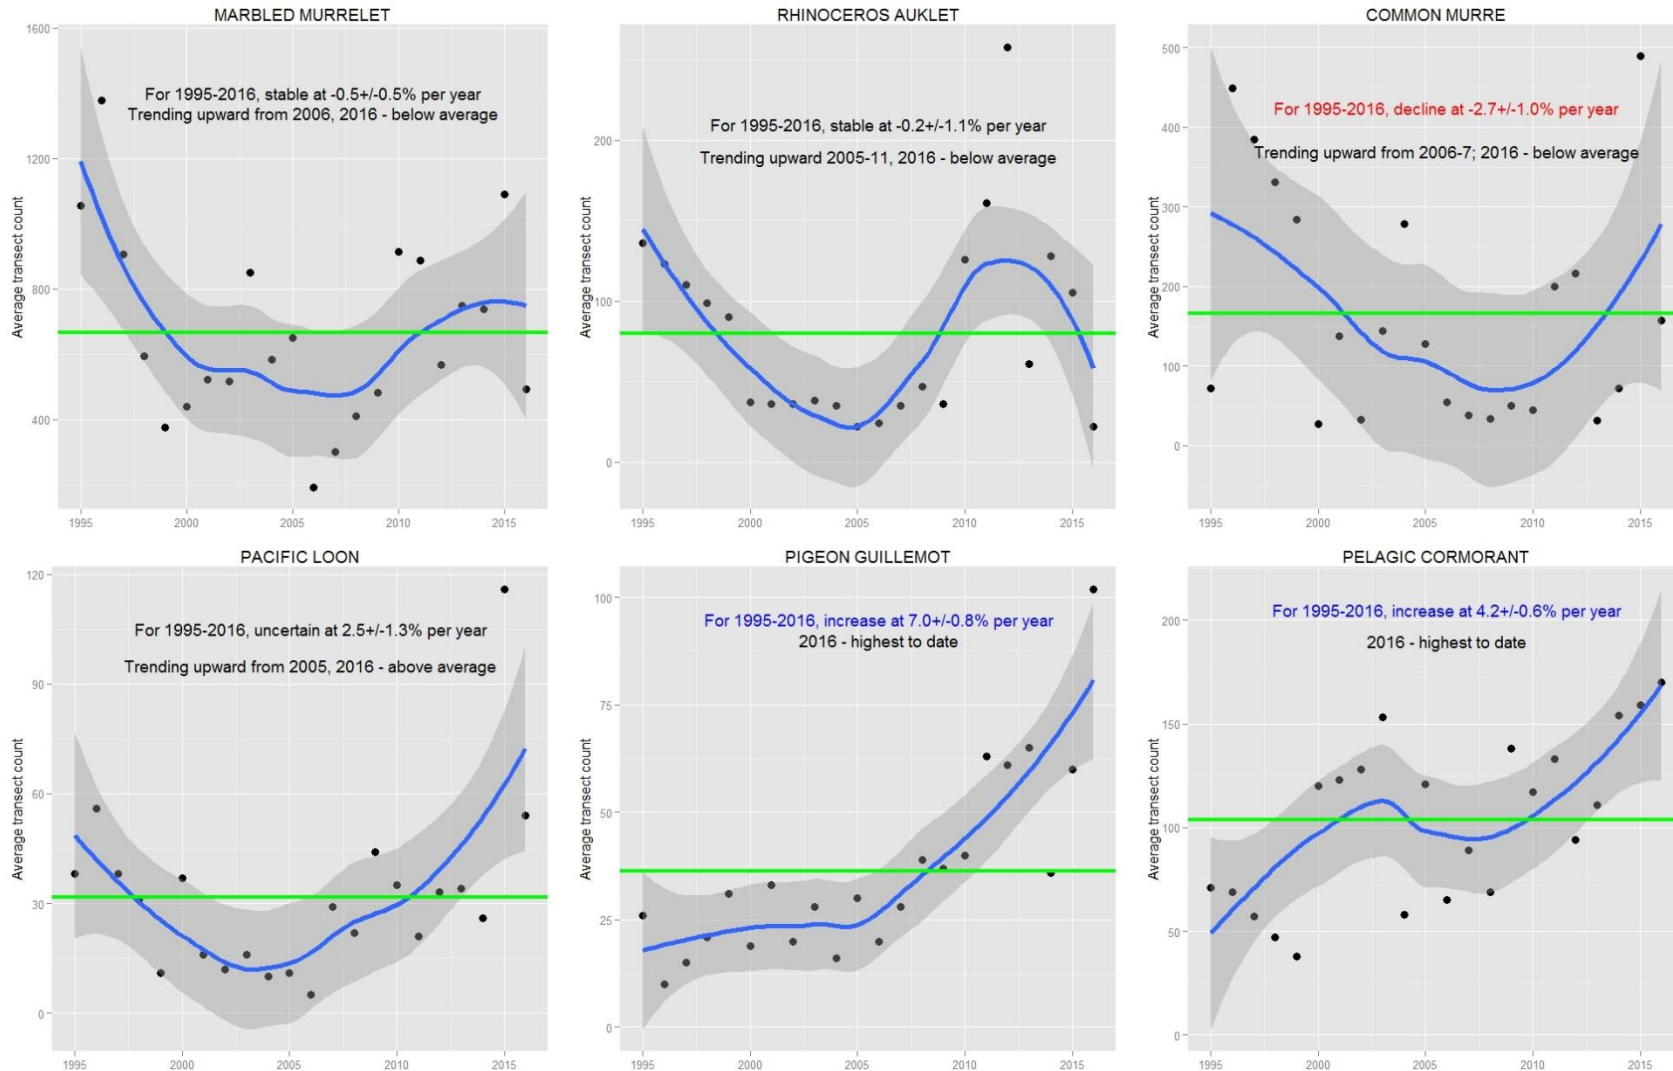 MARBLED MURRELET
For 1995-2016, stable at -0.5+/-0.5% per year
Trending upward from 2006, 2016 - below average
Average transect count
1600
1200
800
400
1995
2000
2005
2010
2015
RHINOCEROS AUKLET
For 1995-2016, stable at -0.2+/-1.1% per year
Trending upward 2005-11, 2016 - below average
Average transect count
200
100
0
1995
2000
2005
2010
2015
COMMON MURRE
For 1995-2016, decline at -2.7+/-1.0% per year
Trending upward from 2006-7; 2016 - below average
Average transect count
500
400
300
200
100
0
1995
2000
2005
2010
2015
PACIFIC LOON
For 1995-2016, uncertain at 2.5+/-1.3% per year
Trending upward from 2005, 2016 - above average
Average transect count
120
90
60
30
0
1995
2000
2005
2010
2015
PIGEON GUILLEMOT
For 1995-2016, increase at 7.0+/-0.8% per year
2016 - highest to date
Average transect count
100
75
50
25
0
1995
2000
2005
2010
2015
PELAGIC CORMORANT
For 1995-2016, increase at 4.2+/-0.6% per year
2016 - highest to date
Average transect count
200
150
100
50
0
1995
2000
2005
2010
2015